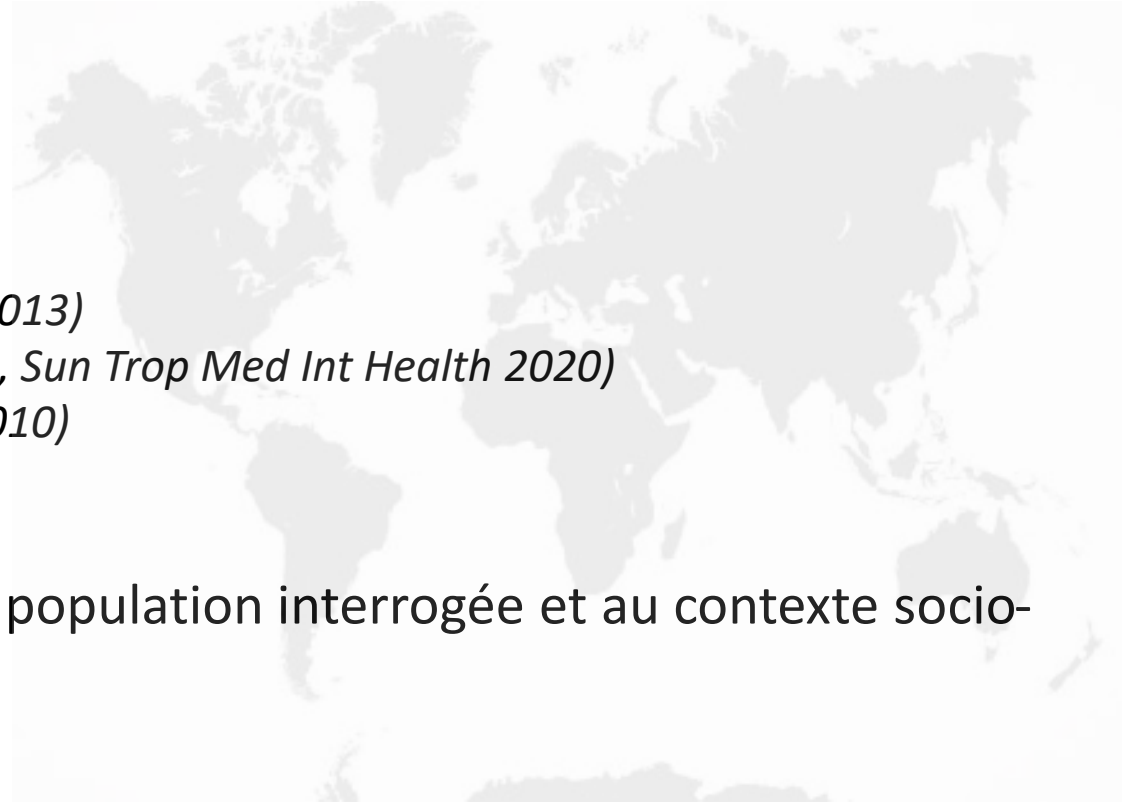 013)
, Sun Trop Med Int Health 2020)
010)
population interrogée et au contexte socio-